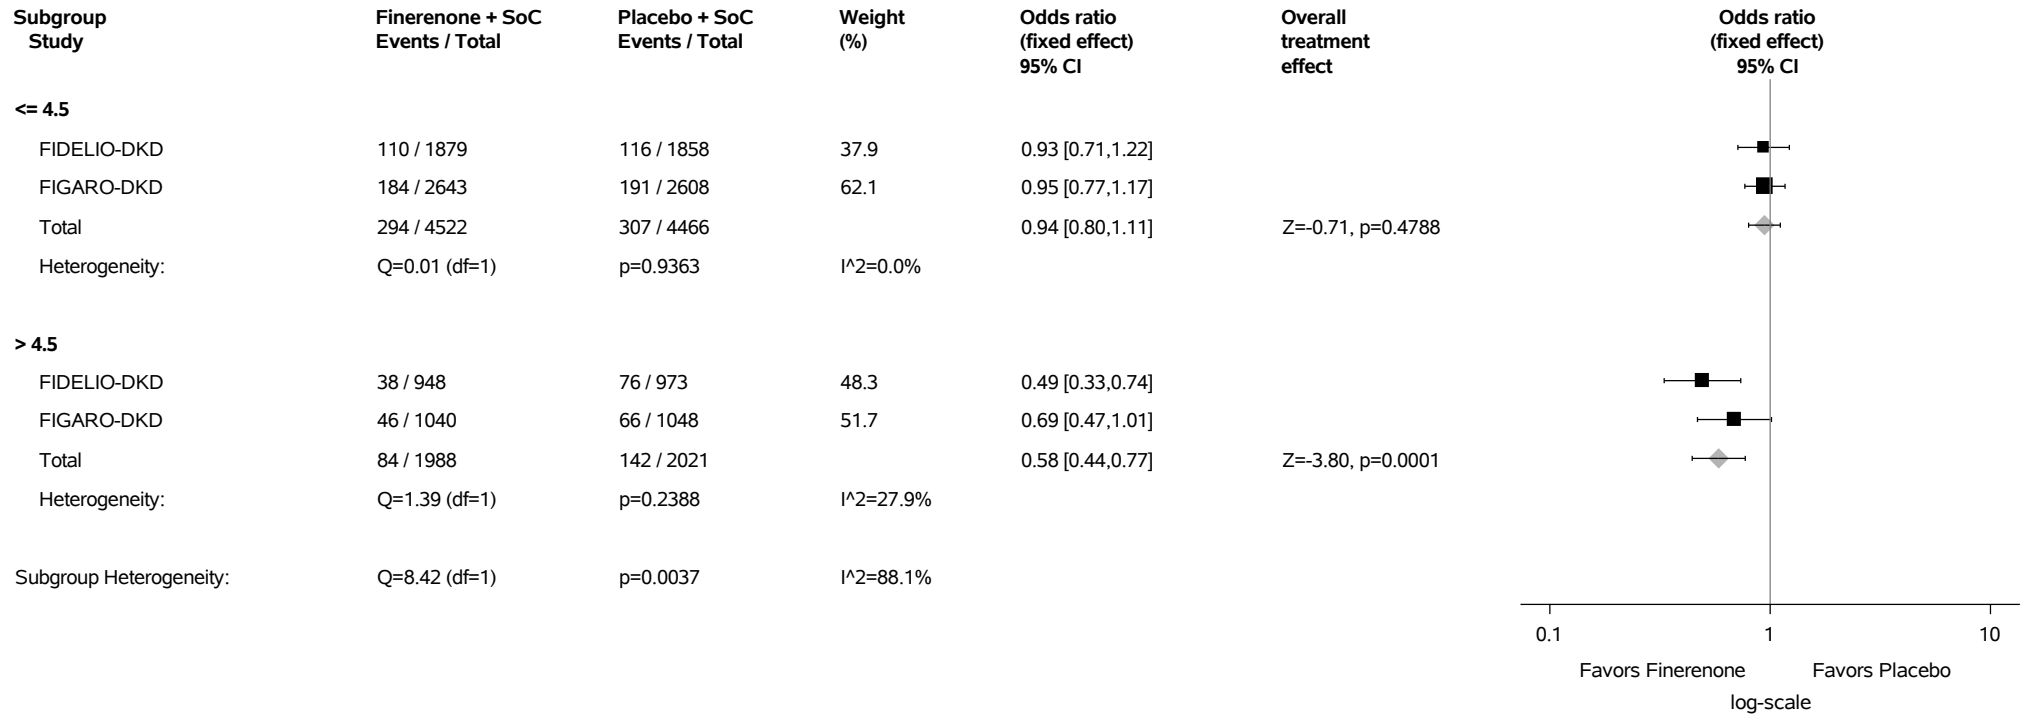 Subgroup Finerenone + SoC Placebo + SoC Weight Odds ratio Overall Odds ratio
Study Events / Total Events / Total (%) (fixed effect) treatment (fixed effect)
95% CI effect 95% CI
<= 4.5
FIDELIO-DKD 110 / 1879 116 / 1858 37.9 0.93 [0.71,1.22]
FIGARO-DKD 184 / 2643 191 / 2608 62.1 0.95 [0.77,1.17]
Total 294 / 4522 307 / 4466 0.94 [0.80,1.11] Z=-0.71, p=0.4788
Heterogeneity: Q=0.01 (df=1) p=0.9363 I^2=0.0%
> 4.5
FIDELIO-DKD 38 / 948 76 / 973 48.3 0.49 [0.33,0.74]
FIGARO-DKD 46 / 1040 66 / 1048 51.7 0.69 [0.47,1.01]
Total 84 / 1988 142 / 2021 0.58 [0.44,0.77] Z=-3.80, p=0.0001
Heterogeneity: Q=1.39 (df=1) p=0.2388 I^2=27.9%
Subgroup Heterogeneity: Q=8.42 (df=1) p=0.0037 I^2=88.1%
0.1 1 10
Favors Finerenone Favors Placebo
log-scale